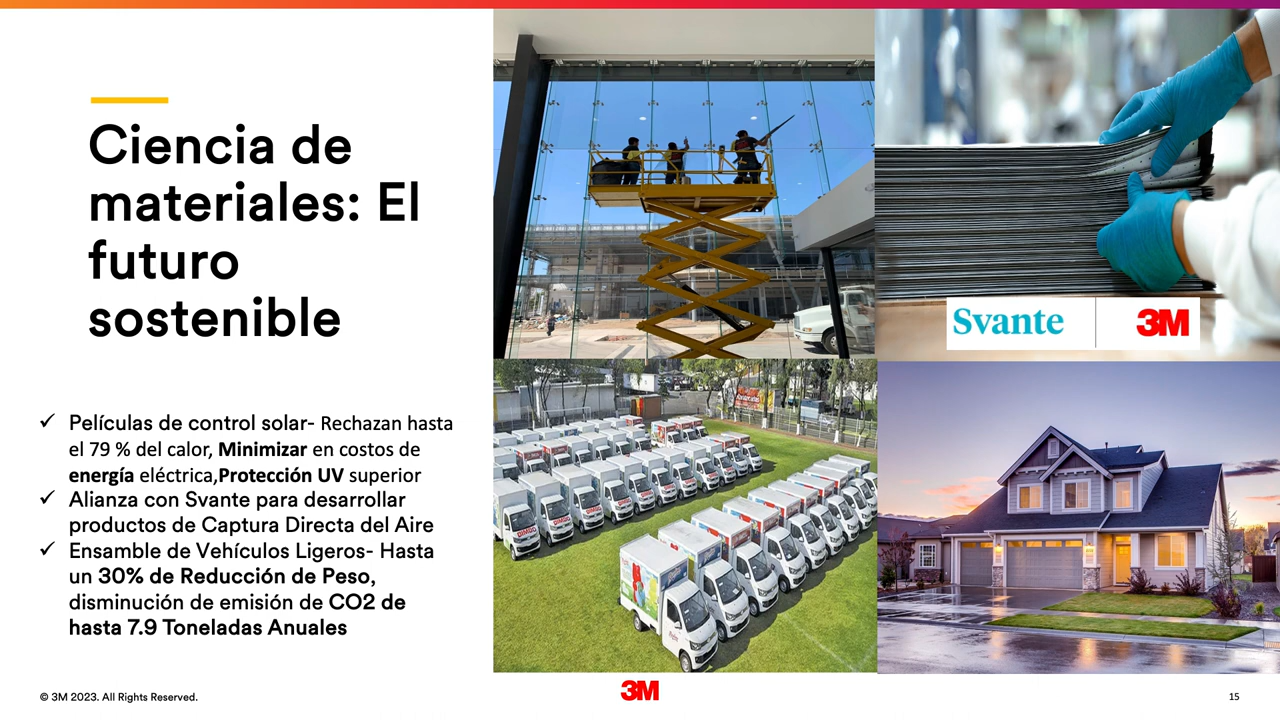 Ciencia de
materiales: El
futuro
sostenible
✓ Películas de control solar- Rechazan hasta
el 79 % del calor, Minimizar en costos de
energía eléctrica,Protección UV superior
✓ Alianza con Svante para desarrollar
productos de Captura Directa del Aire
✓ Ensamble de Vehículos Ligeros- Hasta
un 30% de Reducción de Peso,
disminución de emisión de CO2 de
hasta 7.9 Toneladas Anuales
Svante
3M
BIMBO
© 3M 2023. All Rights Reserved.
3M
15